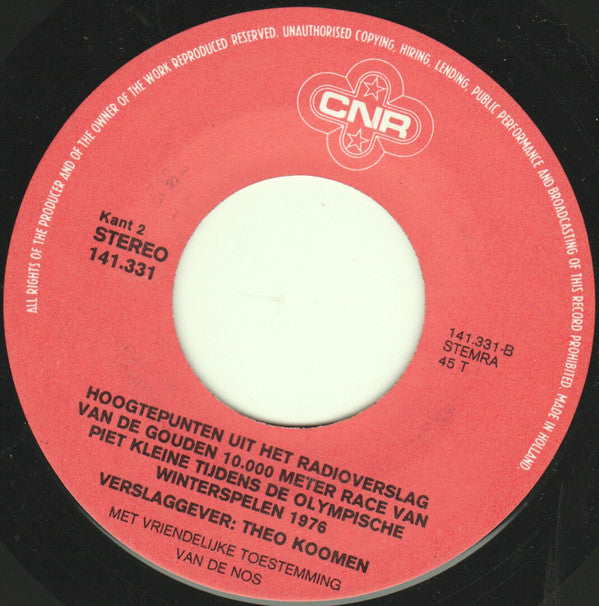 ALL RIGHTS OF THE PRODUCER AND OF THE OWNER OF THE WORK REPRODUCED RESERVED. UNAUTHORISED COPYING, HIRING, LENDING, PUBLIC PERFORMANCE AND BROADCASTING OF THIS RECORD PROHIBITED. MADE IN HOLLAND.
CNR
Kant 2
STEREO
141.331
141.331-B
STEMRA
45 T
HOOGTEPUNTEN UIT HET RADIOVERSLAG
VAN DE GOUDEN 10.000 METER RACE VAN
PIET KLEINE TIJDENS DE OLYMPISCHE
WINTERSPELEN 1976
VERSLAGGEVER: THEO KOOMEN
MET VRIENDELIJKE TOESTEMMING
VAN DE NOS